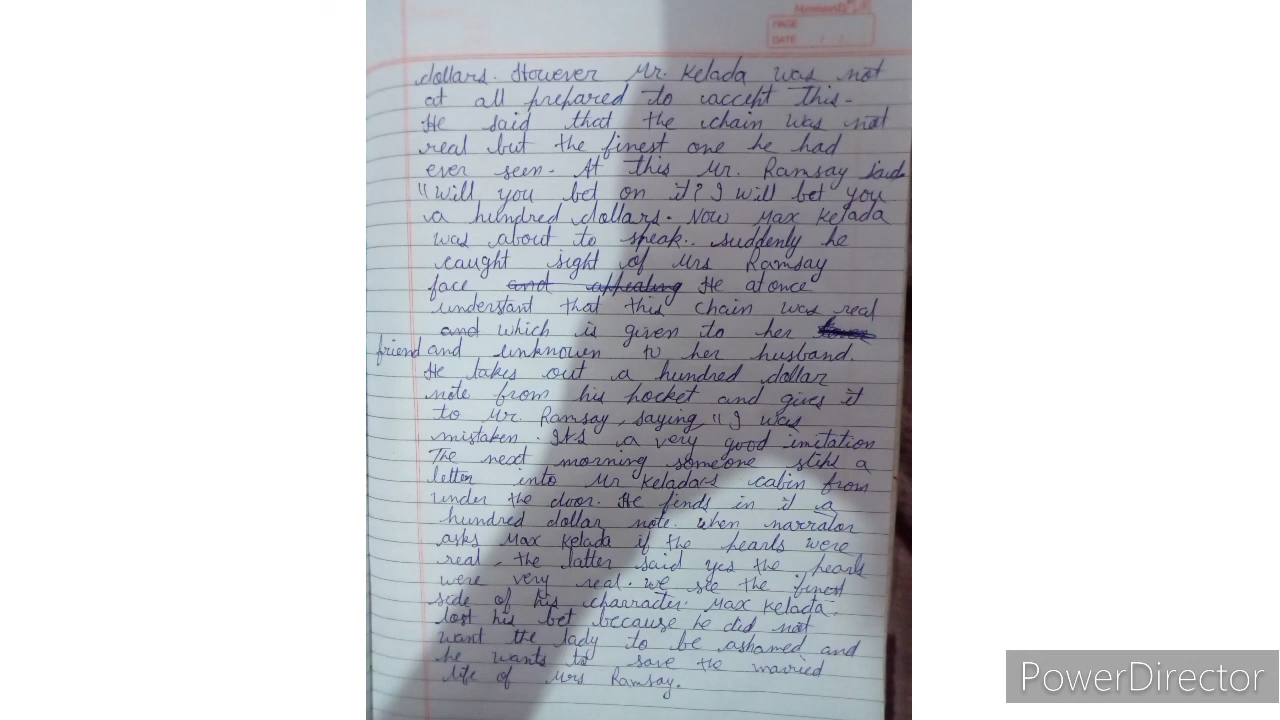 PAGE
DATE / /
dollars. However Mr. Kelada was not
at all prepared to accept this.
He said that the chain was not
real but the finest one he had
ever seen. At this Mr. Ramsay said
"Will you bet on it? I will bet you
a hundred dollars. Now Max Kelada
was about to speak.. suddenly he
caught sight of Mrs Ramsay
face and appealing He at once
understant that this chain was real
and which is given to her
friend and unknown to her husband.
He takes out a hundred dollar
note from his pocket and gives it
to Mr. Ramsay, saying, "I was
mistaken. Its a very good imitation
The next morning someone a
letter into Mr Kelada's cabin from
under the door. He finds in it a
hundred dollar note. when narrator
asks Max Kelada if the pearls were
real, the latter said yes the pearls
were very real. we see the finest
side of his character. Max Kelada
lost his bet because he did not
want the lady to be ashamed and
he wants to save the married
life of Mrs Ramsay.
PowerDirector